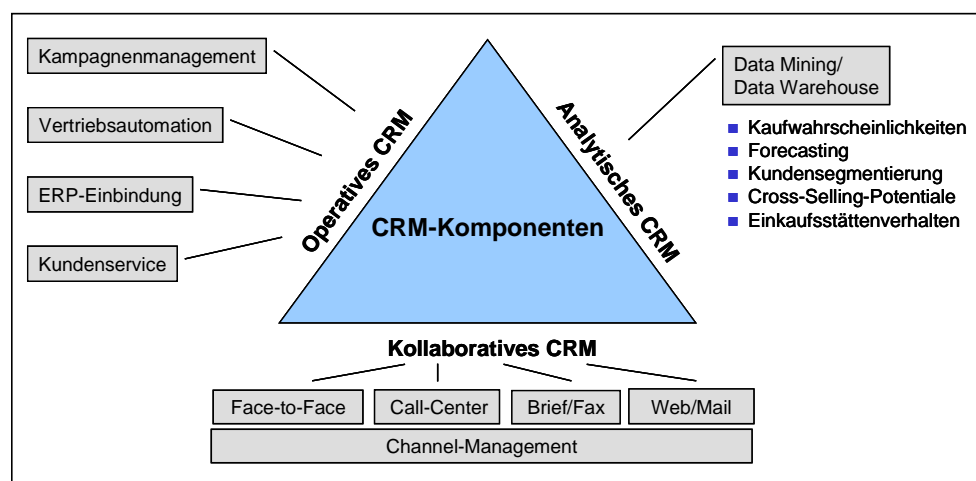 Kampagnenmanagement
Vertriebsautomation
ERP-Einbindung
Kundenservice
Operatives CRM
CRM-Komponenten
Analytisches CRM
Data Mining/
Data Warehouse
Kaufwahrscheinlichkeiten
Forecasting
Kundensegmentierung
Cross-Selling-Potentiale
Einkaufsstättenverhalten
Kollaboratives CRM
Face-to-Face
Call-Center
Brief/Fax
Web/Mail
Channel-Management